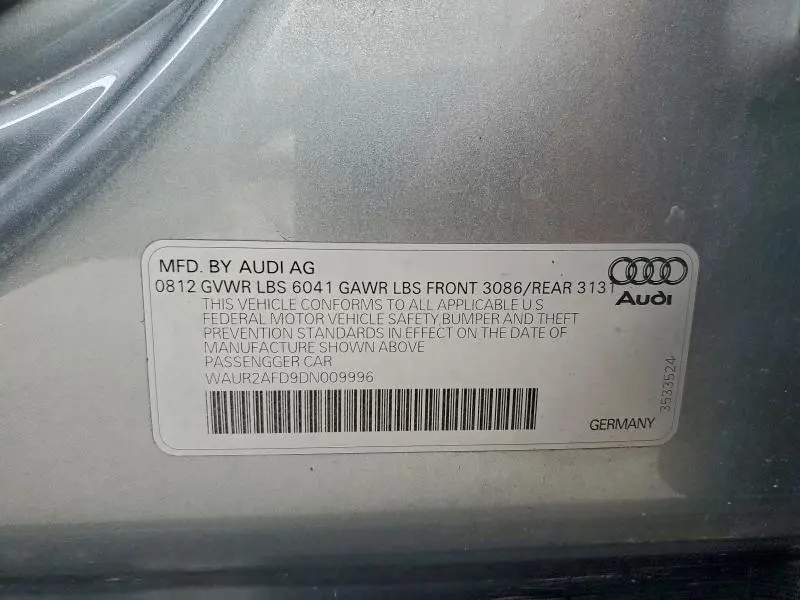 MFD. BY AUDI AG
0812 GVWR LBS 6041 GAWR LBS FRONT 3086/REAR 3131
Audi
THIS VEHICLE CONFORMS TO ALL APPLICABLE U S
FEDERAL MOTOR VEHICLE SAFETY,BUMPER AND THEFT
PREVENTION STANDARDS IN EFFECT ON THE DATE OF
MANUFACTURE SHOWN ABOVE
PASSENGGER CAR
WAUR2AFD9DN009996
3533524
GERMANY